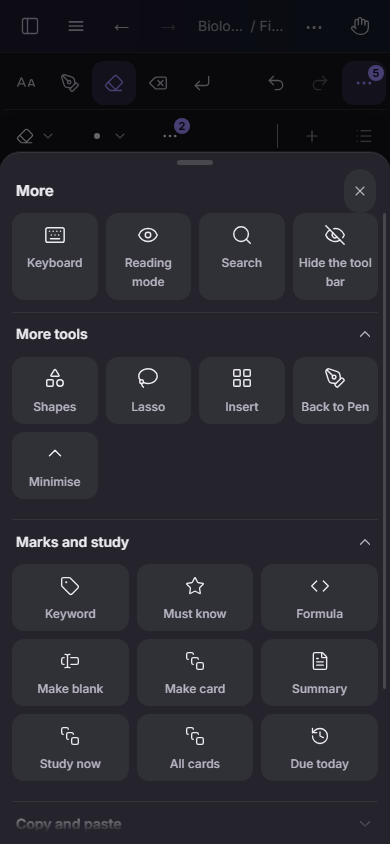 Biolo... / Fi... ...
AA
5
2
More
Keyboard
Reading
mode
Search
Hide the tool
bar
More tools
Shapes
Lasso
Insert
Back to Pen
Minimise
Marks and study
Keyword
Must know
Formula
Make blank
Make card
Summary
Study now
All cards
Due today
Copy and paste